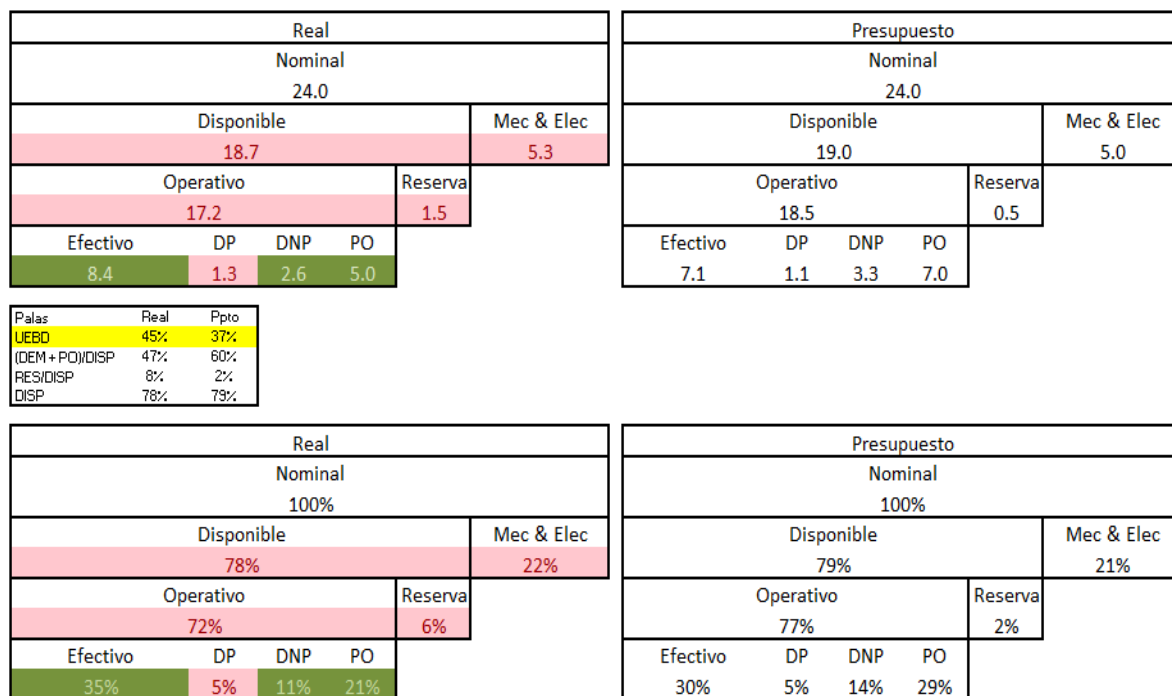 Real Presupuesto
Nominal Nominal
24.0 24.0
Disponible Mec & Elec Disponible Mec & Elec
18.7 5.3 19.0 5.0
Operativo Reserva Operativo Reserva
17.2 1.5 18.5 0.5
Efectivo DP DNP PO Efectivo DP DNP PO
8.4 1.3 2.6 5.0 7.1 1.1 3.3 7.0
Palas Real Ppto
UEBD 45% 37%
(DEM + PO)/DISP 47% 60%
RES/DISP 8% 2%
DISP 78% 79%
Real Presupuesto
Nominal Nominal
100% 100%
Disponible Mec & Elec Disponible Mec & Elec
78% 22% 79% 21%
Operativo Reserva Operativo Reserva
72% 6% 77% 2%
Efectivo DP DNP PO Efectivo DP DNP PO
35% 5% 11% 21% 30% 5% 14% 29%